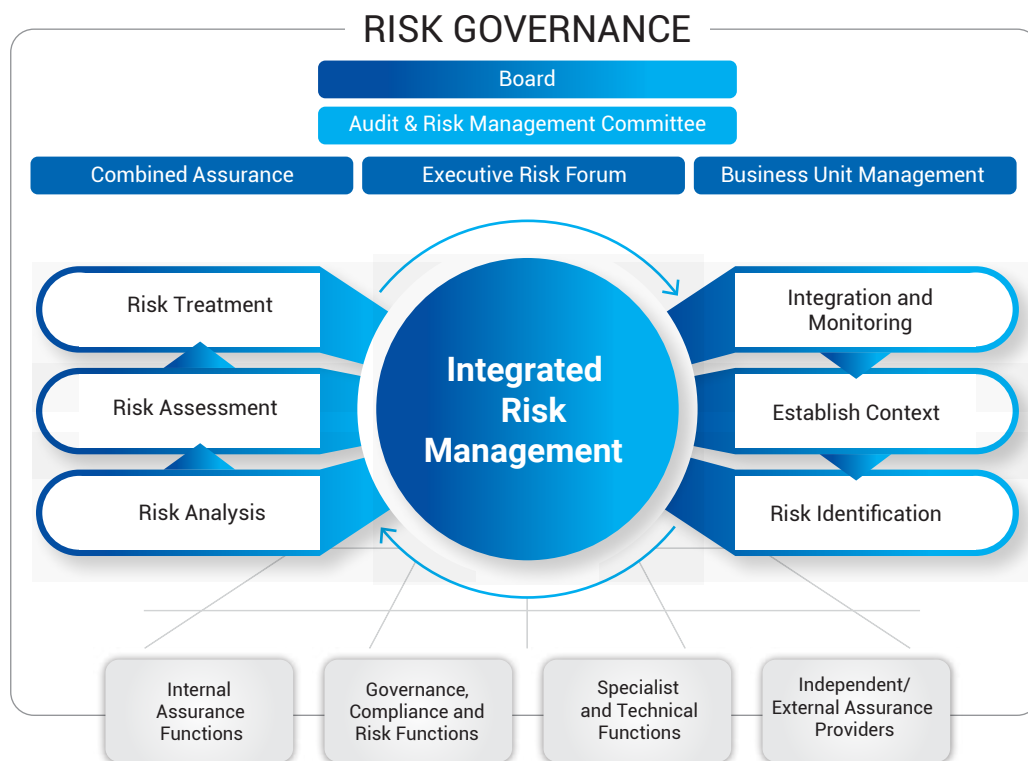 RISK GOVERNANCE
Board
Audit & Risk Management Committee
Combined Assurance
Executive Risk Forum
Business Unit Management
Risk Treatment
Risk Assessment
Risk Analysis
Integrated
Risk
Management
Integration and
Monitoring
Establish Context
Risk Identification
Internal
Assurance
Functions
Governance,
Compliance and
Risk Functions
Specialist
and Technical
Functions
Independent/
External Assurance
Providers